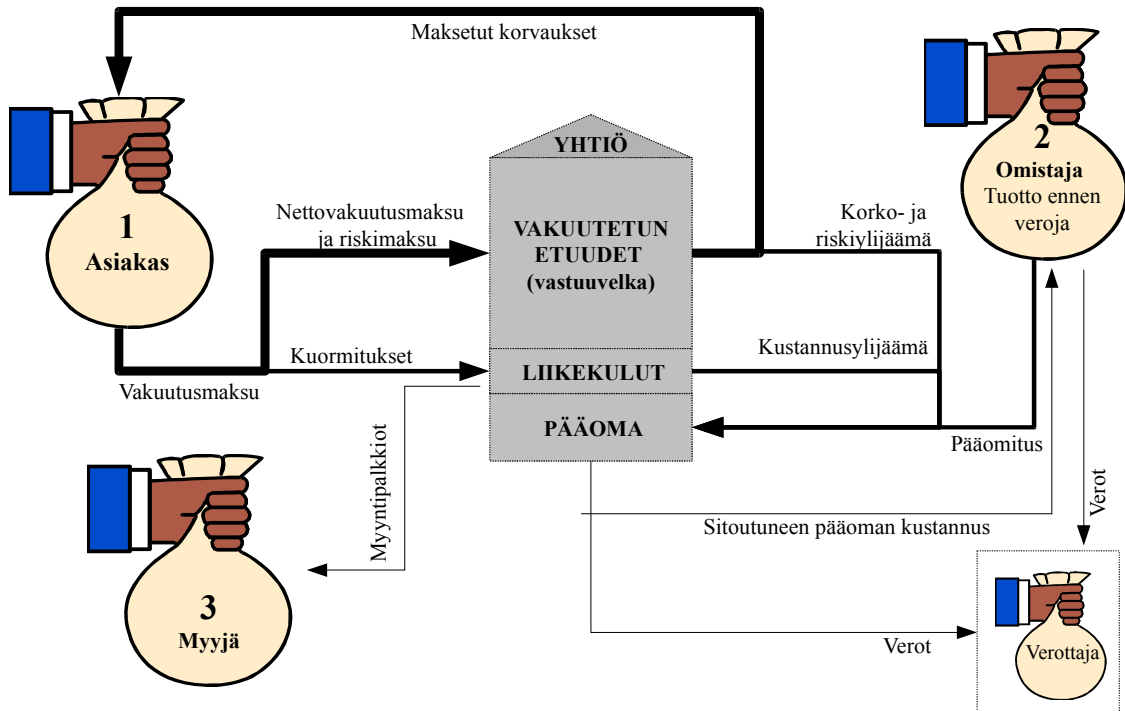 Maksetut korvaukset
1
Asiakas
2
Omistaja
Tuotto ennen
veroja
YHTIÖ
VAKUUTETUN
ETUUDET
(vastuuvelka)
Nettovakuutusmaksu
ja riskimaksu
Korko- ja
riskiylijäämä
Kuormitukset
Vakuutusmaksu
LIIKEKULUT
Kustannusylijäämä
PÄÄOMA
Pääomitus
Myyntipalkkiot
Sitoutuneen pääoman kustannus
Verot
3
Myyjä
Verot
Verottaja